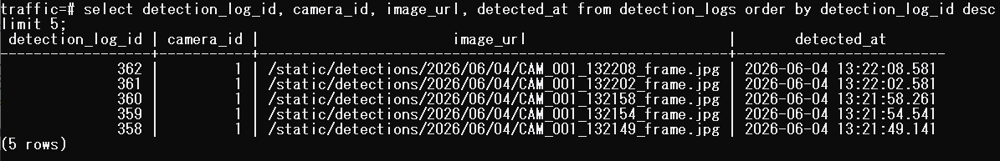 traffic=# select detection_log_id, camera_id, image_url, detected_at from detection_logs order by detection_log_id desc
limit 5;
 detection_log_id | camera_id |                     image_url                      |       detected_at
------------------+-----------+----------------------------------------------------+-------------------------
              362 |         1 | /static/detections/2026/06/04/CAM_001_132208_frame.jpg | 2026-06-04 13:22:08.581
              361 |         1 | /static/detections/2026/06/04/CAM_001_132202_frame.jpg | 2026-06-04 13:22:02.581
              360 |         1 | /static/detections/2026/06/04/CAM_001_132158_frame.jpg | 2026-06-04 13:21:58.261
              359 |         1 | /static/detections/2026/06/04/CAM_001_132154_frame.jpg | 2026-06-04 13:21:54.541
              358 |         1 | /static/detections/2026/06/04/CAM_001_132149_frame.jpg | 2026-06-04 13:21:49.141
(5 rows)